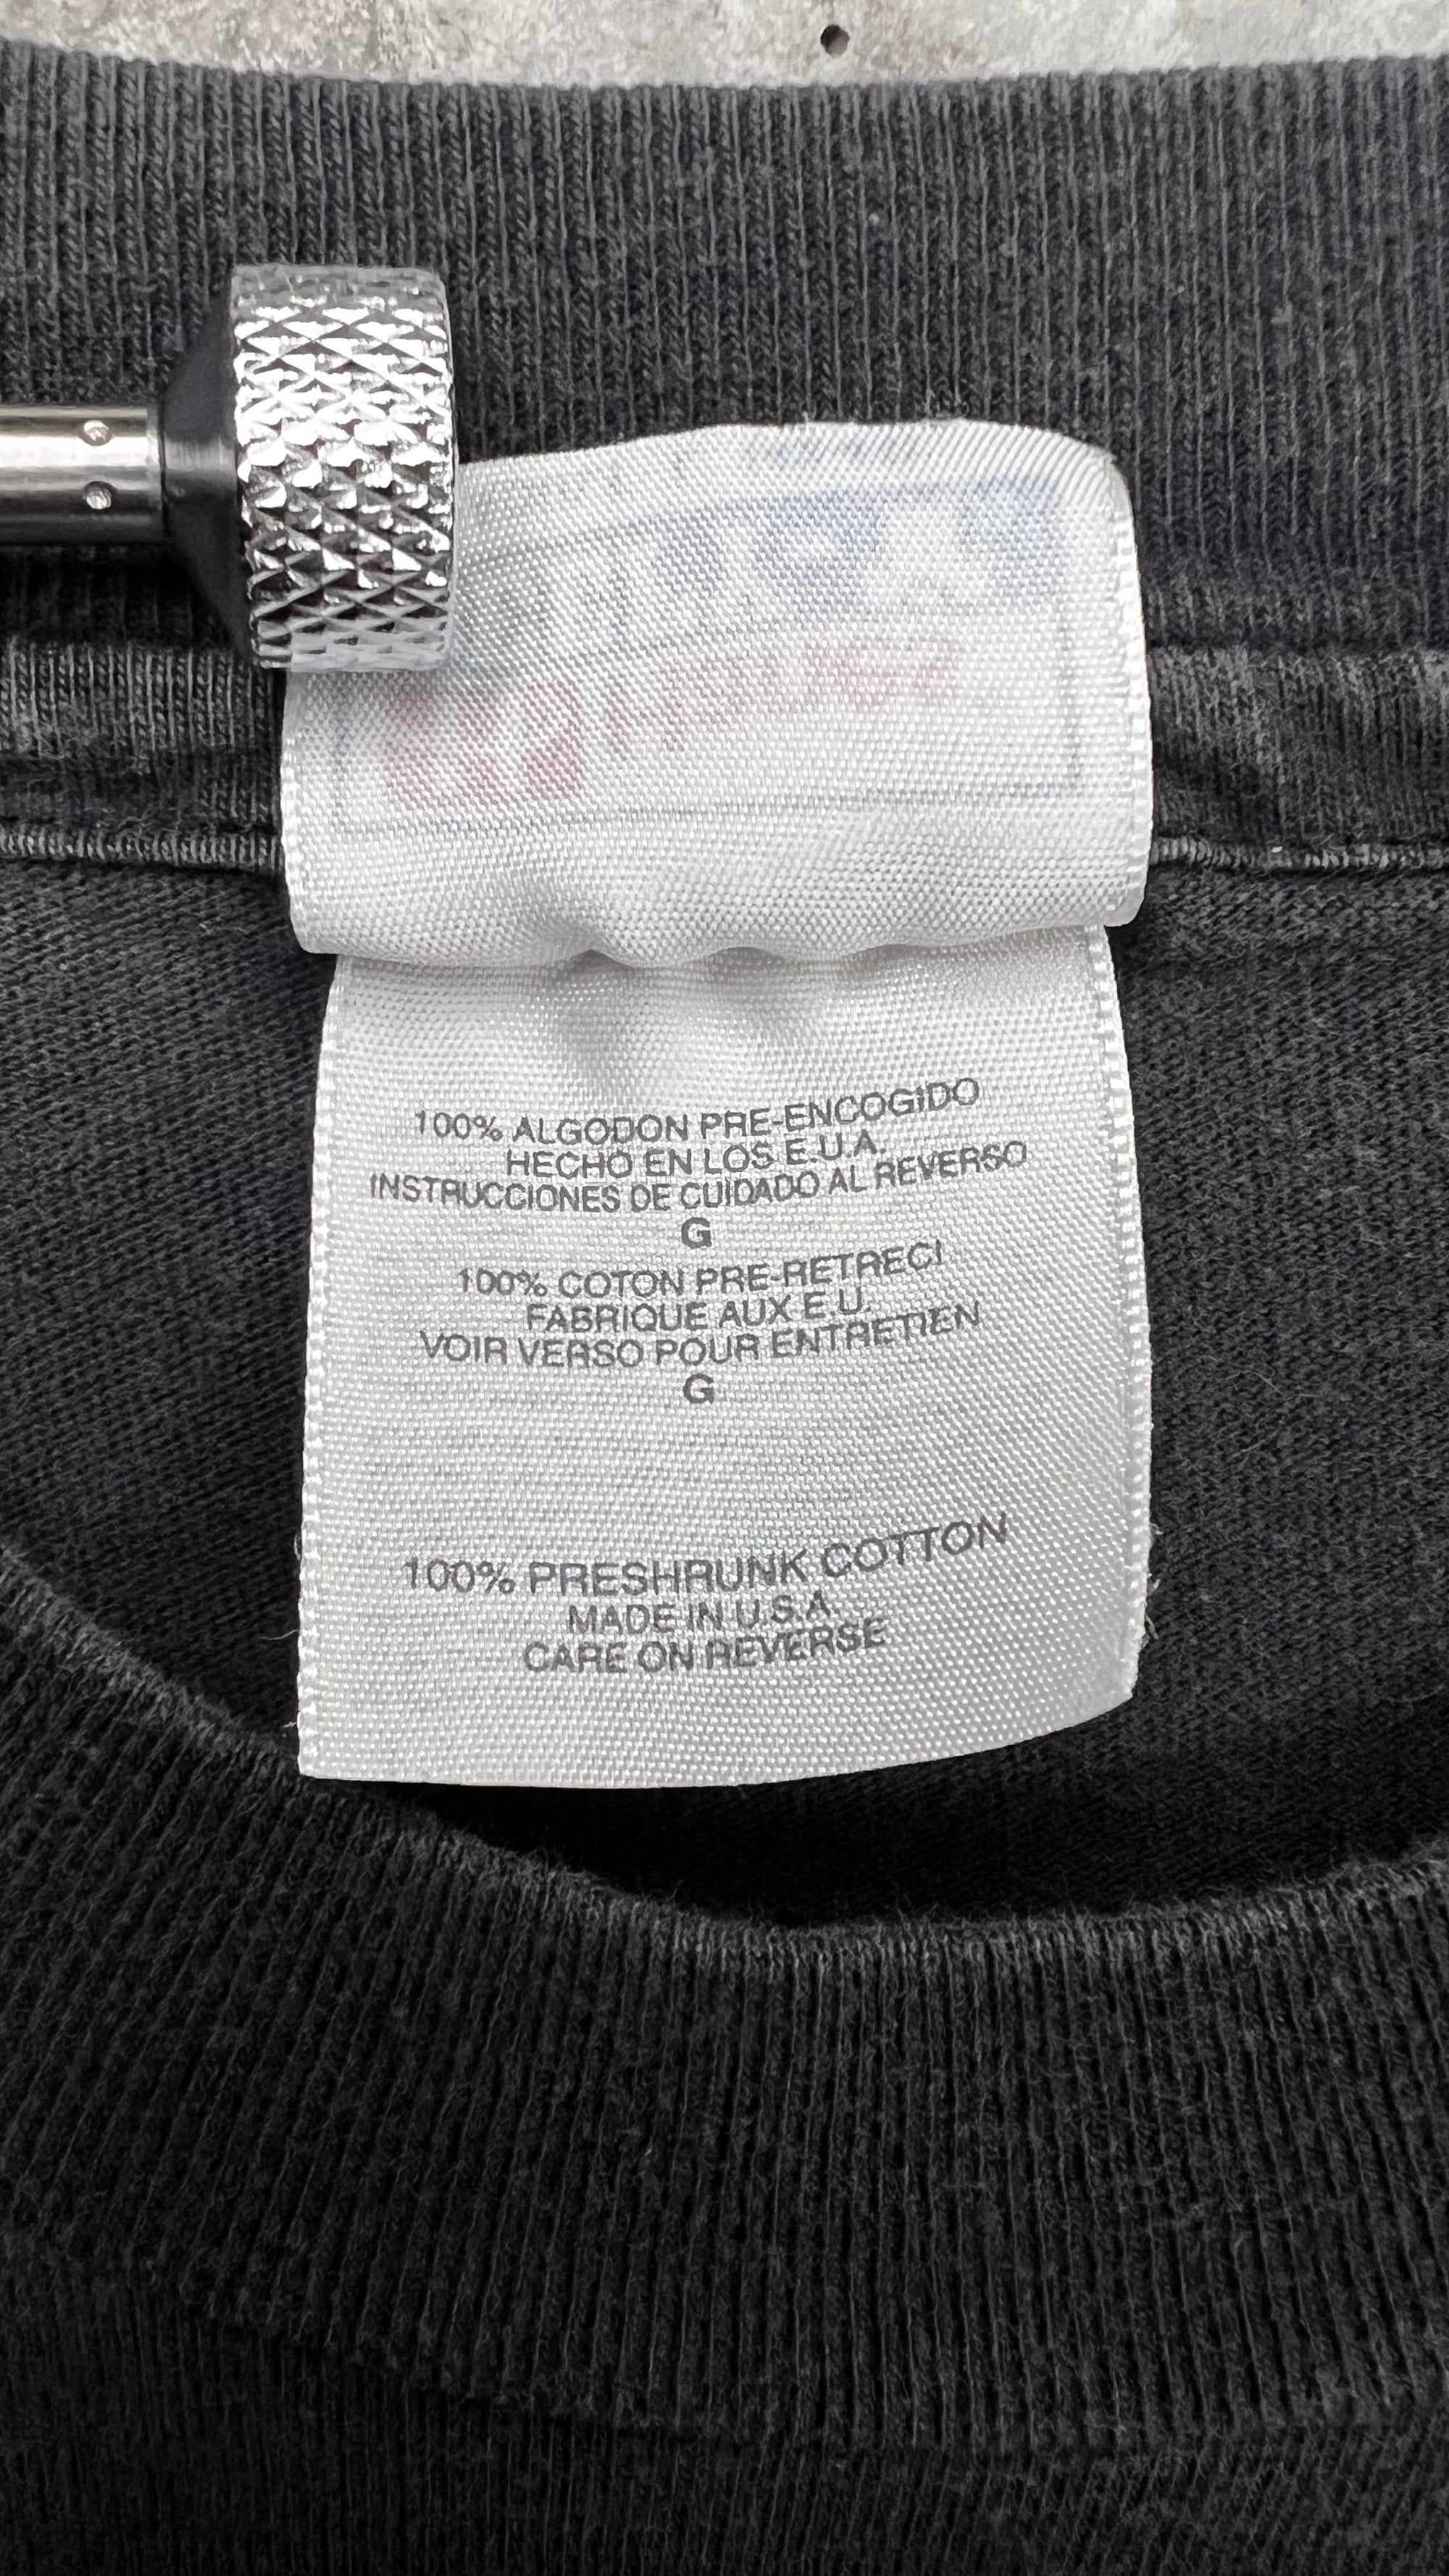 100% ALGODON PRE-ENCOGIDO
HECHO EN LOS E.U.A.
INSTRUCCIONES DE CUIDADO AL REVERSO
G
100% COTON PRE-RETRECI
FABRIQUE AUX E.U.
VOIR VERSO POUR ENTRETIEN
G
100% PRESHRUNK COTTON
MADE IN U.S.A.
CARE ON REVERSE